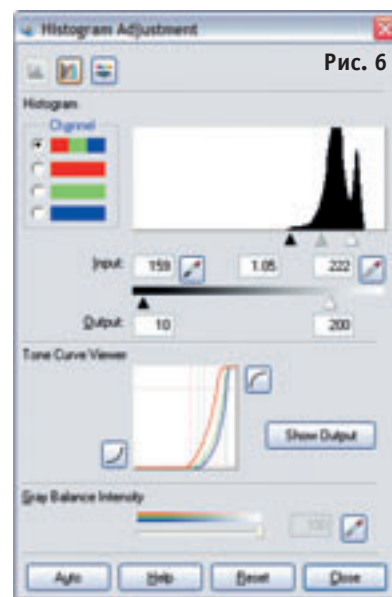 Histogram Adjustment
Рис. 6
Histogram
Channel
Input: 159 1.05 222
Output: 10 200
Tone Curve Viewer
Show Output
Gray Balance Intensity
Auto Help Reset Close